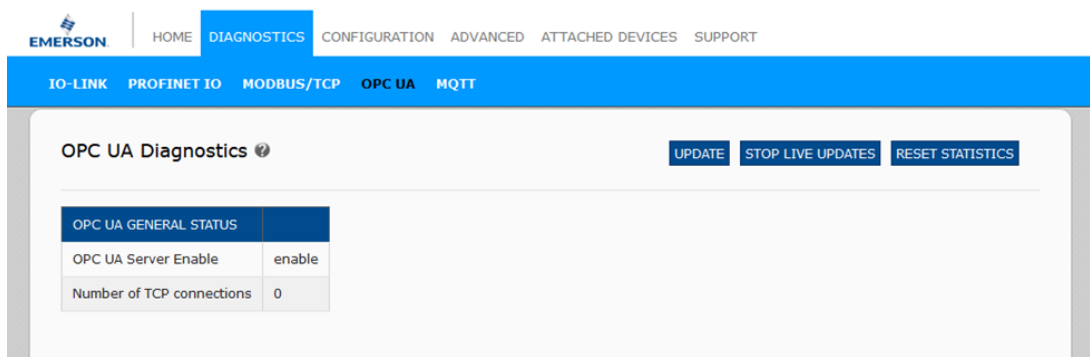 EMERSON. HOME DIAGNOSTICS CONFIGURATION ADVANCED ATTACHED DEVICES SUPPORT
IO-LINK PROFINET IO MODBUS/TCP OPC UA MQTT
OPC UA Diagnostics ? UPDATE STOP LIVE UPDATES RESET STATISTICS
OPC UA GENERAL STATUS
OPC UA Server Enable enable
Number of TCP connections 0